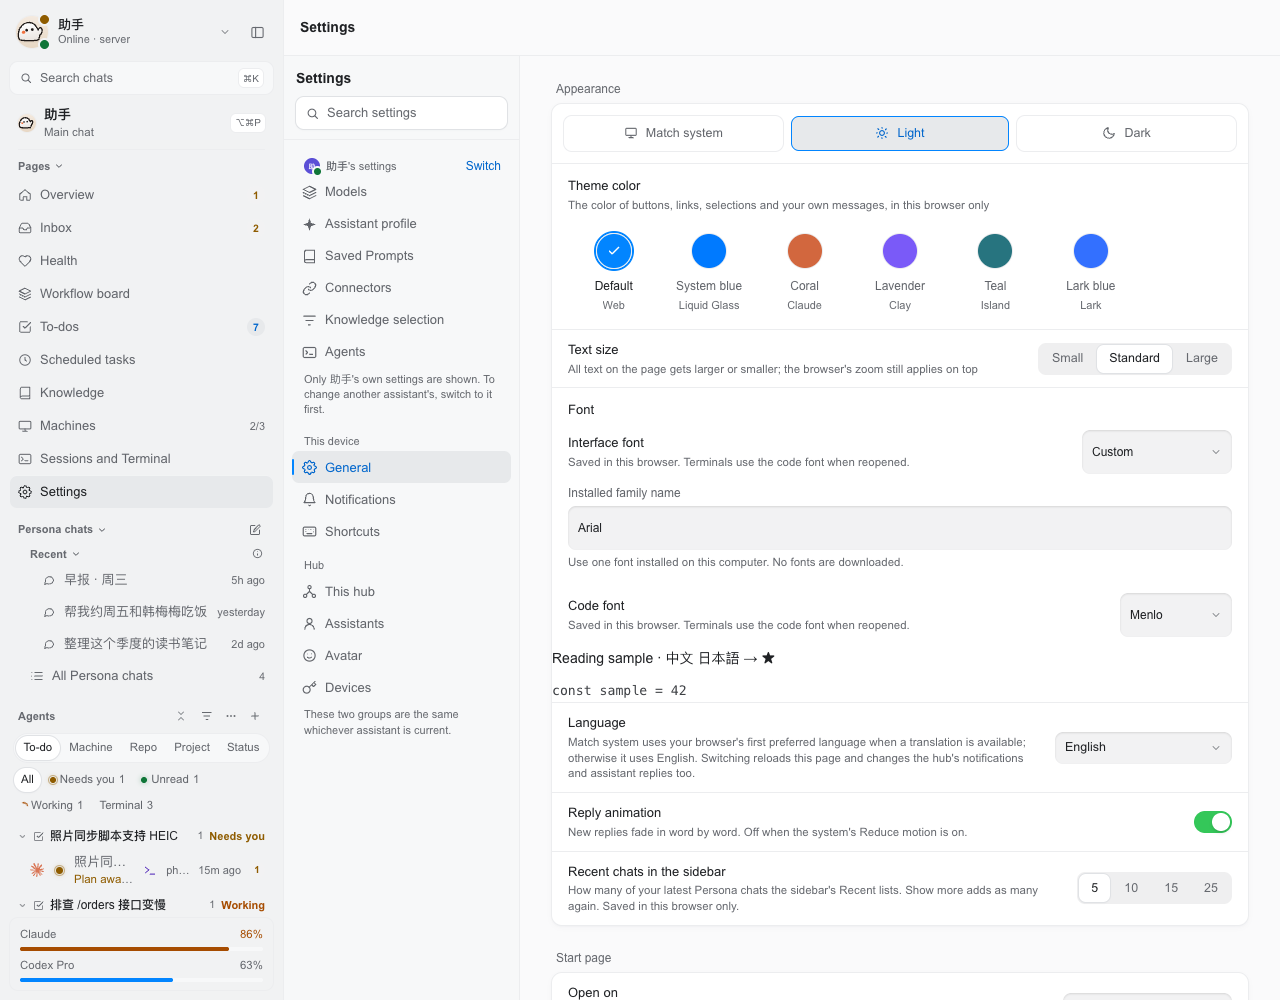 助手
Online · server
Search chats
⌘K
助手
Main chat
⌥⌘P
Pages
Overview
1
Inbox
2
Health
Workflow board
To-dos
7
Scheduled tasks
Knowledge
Machines
2/3
Sessions and Terminal
Settings
Persona chats
Recent
早报 · 周三
5h ago
帮我约周五和韩梅梅吃饭
yesterday
整理这个季度的读书笔记
2d ago
All Persona chats
4
Agents
To-do
Machine
Repo
Project
Status
All
Needs you 1
Unread 1
Working 1
Terminal 3
照片同步脚本支持 HEIC
1 Needs you
照片同…
Plan awa…
ph…
15m ago
1
排查 /orders 接口变慢
1 Working
Claude
86%
Codex Pro
63%
Settings
Settings
Search settings
助手's settings
Switch
Models
Assistant profile
Saved Prompts
Connectors
Knowledge selection
Agents
Only 助手's own settings are shown. To
change another assistant's, switch to it
first.
This device
General
Notifications
Shortcuts
Hub
This hub
Assistants
Avatar
Devices
These two groups are the same
whichever assistant is current.
Appearance
Match system
Light
Dark
Theme color
The color of buttons, links, selections and your own messages, in this browser only
Default
Web
System blue
Liquid Glass
Coral
Claude
Lavender
Clay
Teal
Island
Lark blue
Lark
Text size
All text on the page gets larger or smaller; the browser's zoom still applies on top
Small
Standard
Large
Font
Interface font
Saved in this browser. Terminals use the code font when reopened.
Custom
Installed family name
Arial
Use one font installed on this computer. No fonts are downloaded.
Code font
Saved in this browser. Terminals use the code font when reopened.
Menlo
Reading sample · 中文 日本語 → ★
const sample = 42
Language
Match system uses your browser's first preferred language when a translation is available;
otherwise it uses English. Switching reloads this page and changes the hub's notifications
and assistant replies too.
English
Reply animation
New replies fade in word by word. Off when the system's Reduce motion is on.
Recent chats in the sidebar
How many of your latest Persona chats the sidebar's Recent lists. Show more adds as many
again. Saved in this browser only.
5
10
15
25
Start page
Open on